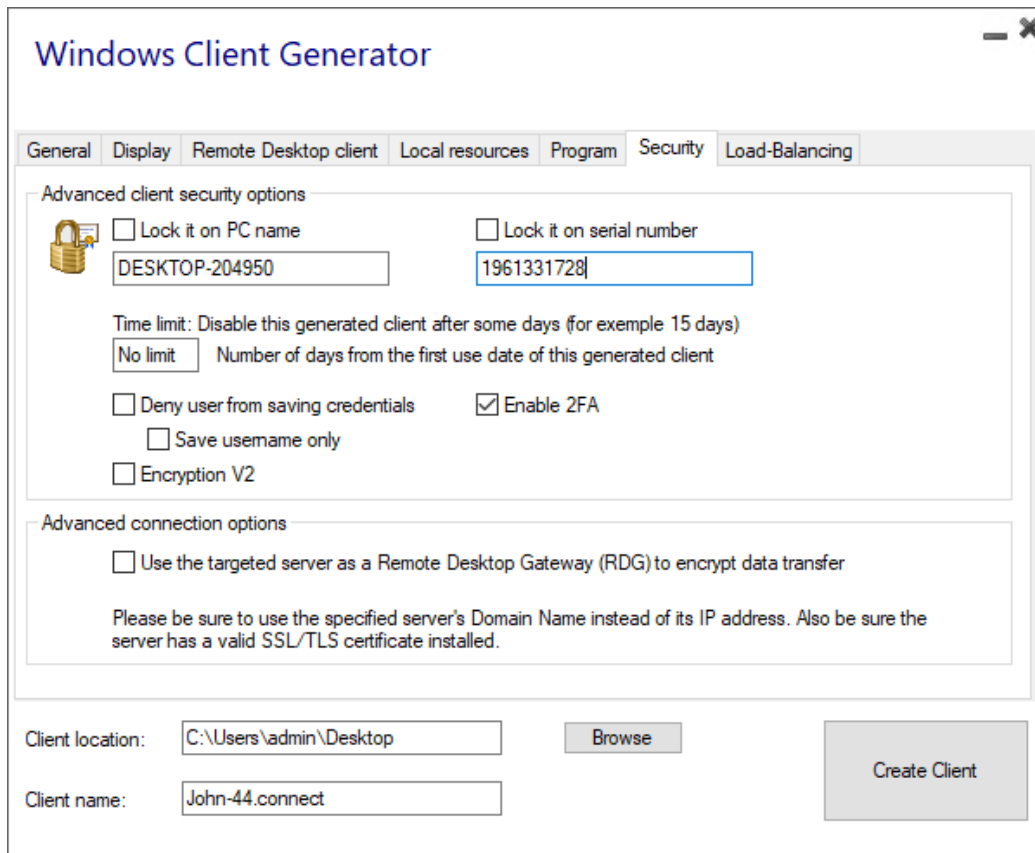 Windows Client Generator
General Display Remote Desktop client Local resources Program Security Load-Balancing
Advanced client security options
Lock it on PC name Lock it on serial number
DESKTOP-204950 1961331728
Time limit: Disable this generated client after some days (for exemple 15 days)
No limit Number of days from the first use date of this generated client
Deny user from saving credentials Enable 2FA
Save username only
Encryption V2
Advanced connection options
Use the targeted server as a Remote Desktop Gateway (RDG) to encrypt data transfer
Please be sure to use the specified server's Domain Name instead of its IP address. Also be sure the
server has a valid SSL/TLS certificate installed.
Client location: C:\Users\admin\Desktop Browse
Create Client
Client name: John-44.connect